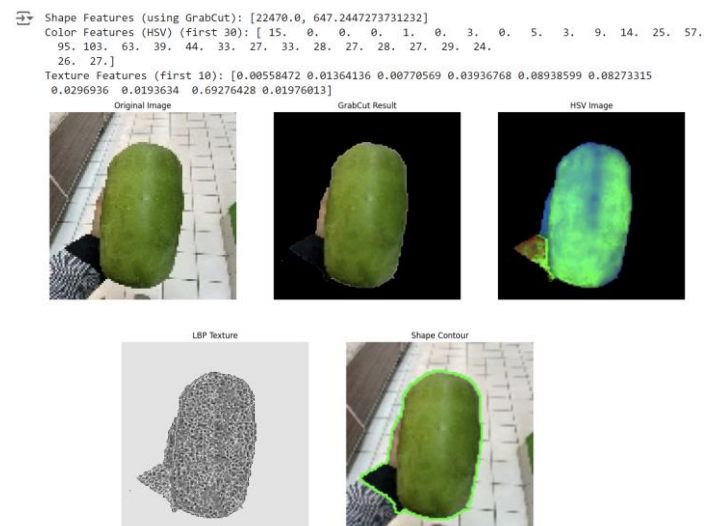 Shape Features (using GrabCut): [22470.0, 647.2447273731232]
Color Features (HSV) (first 30): [ 15. 0. 0. 0. 1. 0. 3. 0. 5. 3. 9. 14. 25. 57.
95. 103. 63. 39. 44. 33. 27. 33. 28. 27. 28. 27. 29. 24.
26. 27.]
Texture Features (first 10): [0.00558472 0.01364136 0.00770569 0.03936768 0.08938599 0.08273315
0.0296936 0.0193634 0.69276428 0.01976013]
Original Image
GrabCut Result
HSV Image
LBP Texture
Shape Contour